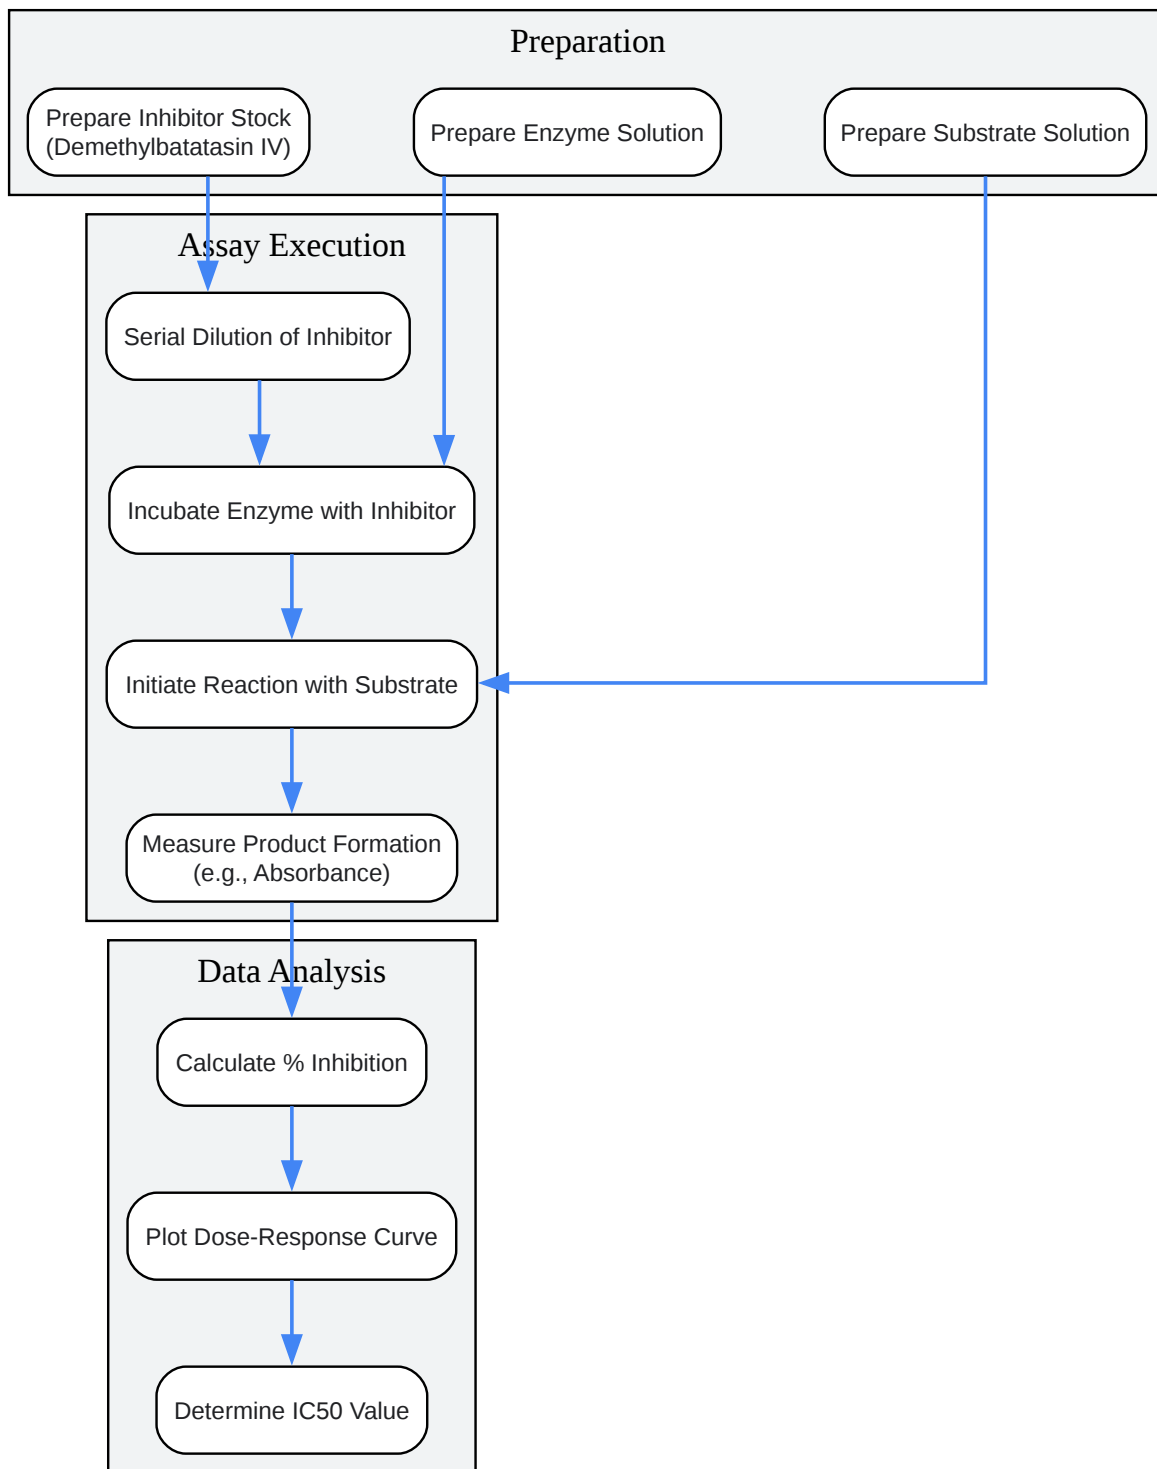 Preparation
Prepare Inhibitor Stock
(Demethylbatatasin IV)
Prepare Enzyme Solution
Prepare Substrate Solution
Assay Execution
Serial Dilution of Inhibitor
Incubate Enzyme with Inhibitor
Initiate Reaction with Substrate
Measure Product Formation
(e.g., Absorbance)
Data Analysis
Calculate % Inhibition
Plot Dose-Response Curve
Determine IC50 Value